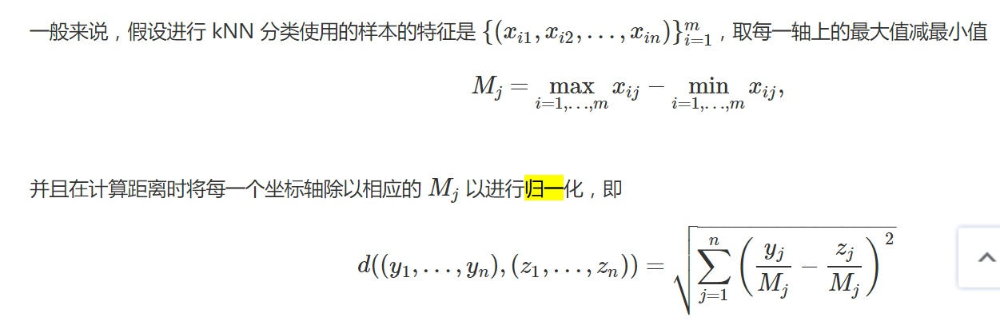 一般来说，假设进行 kNN 分类使用的样本的特征是 $\{(x_{i1}, x_{i2}, \ldots, x_{in})\}_{i=1}^{m}$，取每一轴上的最大值减最小值
$M_j = \max_{i=1,\ldots,m} x_{ij} - \min_{i=1,\ldots,m} x_{ij},$
并且在计算距离时将每一个坐标轴除以相应的 $M_j$ 以进行归一化，即
$d((y_1, \ldots, y_n), (z_1, \ldots, z_n)) = \sqrt{\sum_{j=1}^{n} \left( \frac{y_j}{M_j} - \frac{z_j}{M_j} \right)^2}$